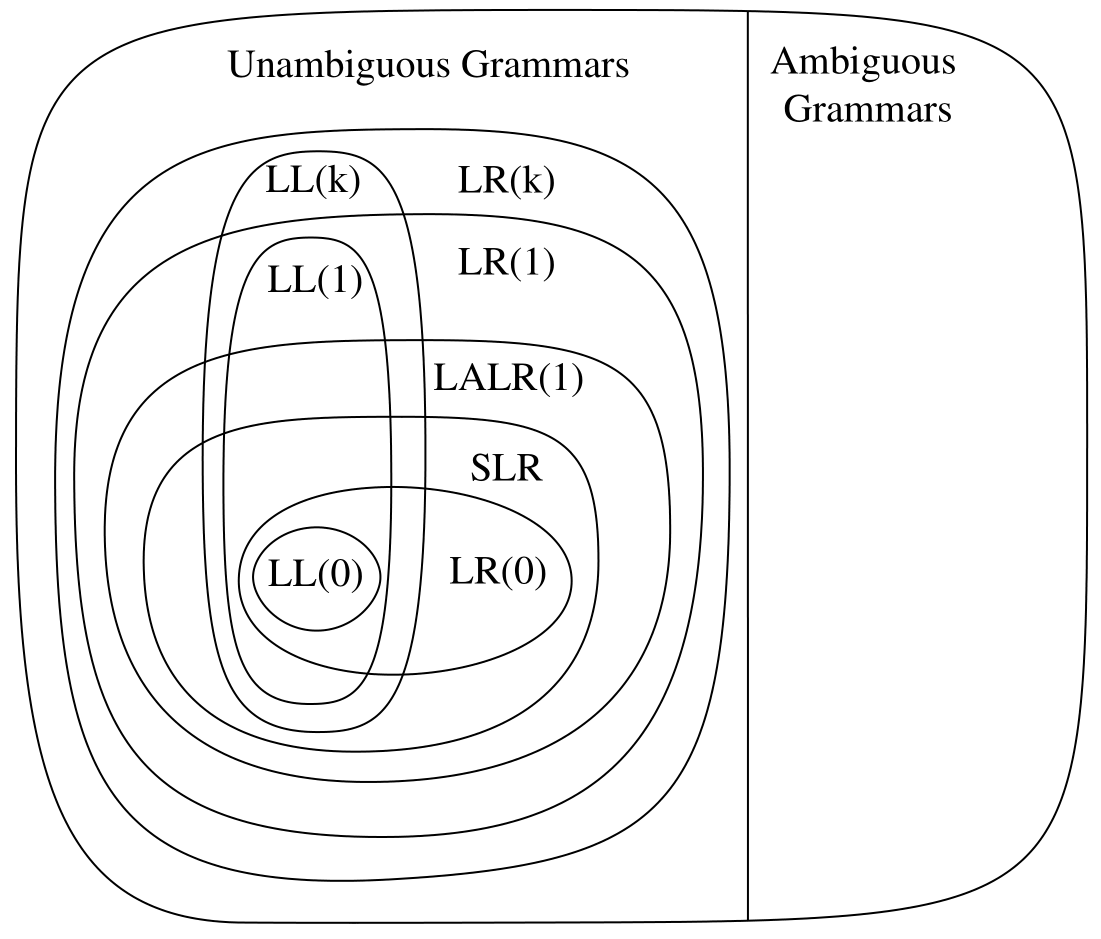 Unambiguous Grammars
Ambiguous
Grammars
LL(k)
LR(k)
LR(1)
LL(1)
LALR(1)
SLR
LL(0)
LR(0)